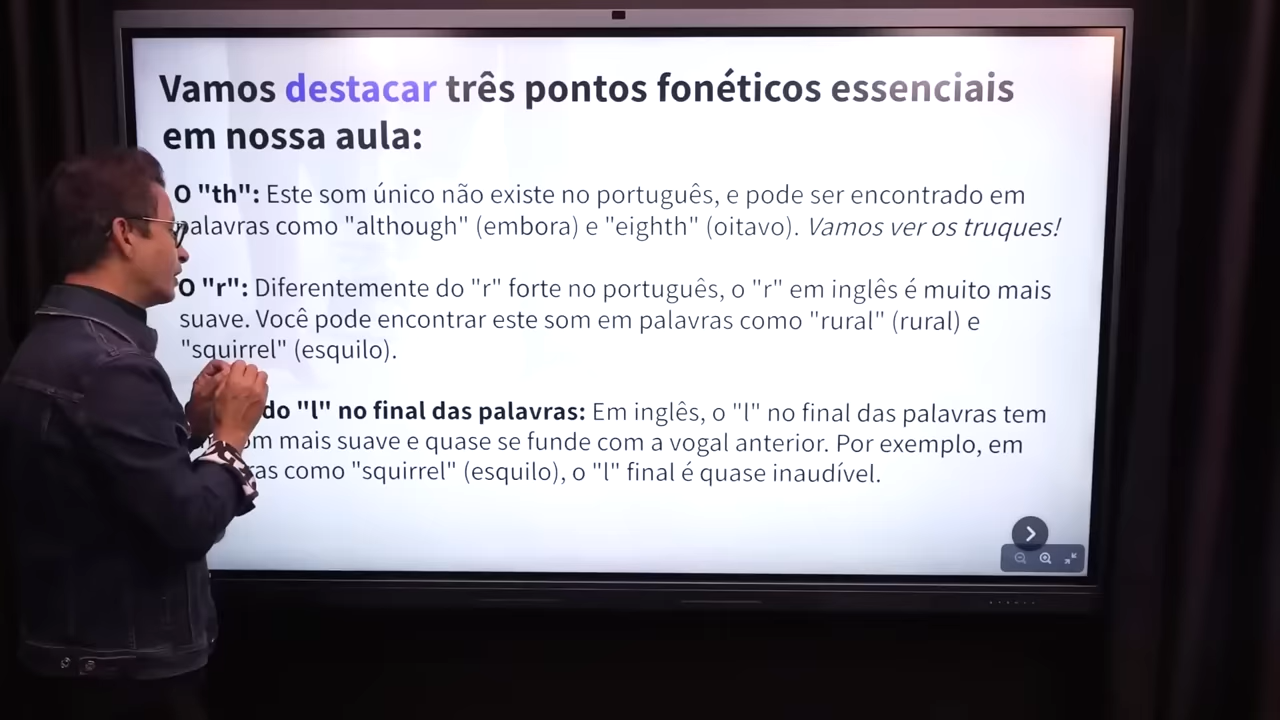 Vamos destacar três pontos fonéticos essenciais
em nossa aula:
O "th": Este som único não existe no português, e pode ser encontrado em
palavras como "although" (embora) e "eighth" (oitavo). Vamos ver os truques!
O "r": Diferentemente do "r" forte no português, o "r" em inglês é muito mais
suave. Você pode encontrar este som em palavras como "rural" (rural) e
"squirrel" (esquilo).
do "l" no final das palavras: Em inglês, o "l" no final das palavras tem
mais suave e quase se funde com a vogal anterior. Por exemplo, em
como "squirrel" (esquilo), o "l" final é quase inaudível.